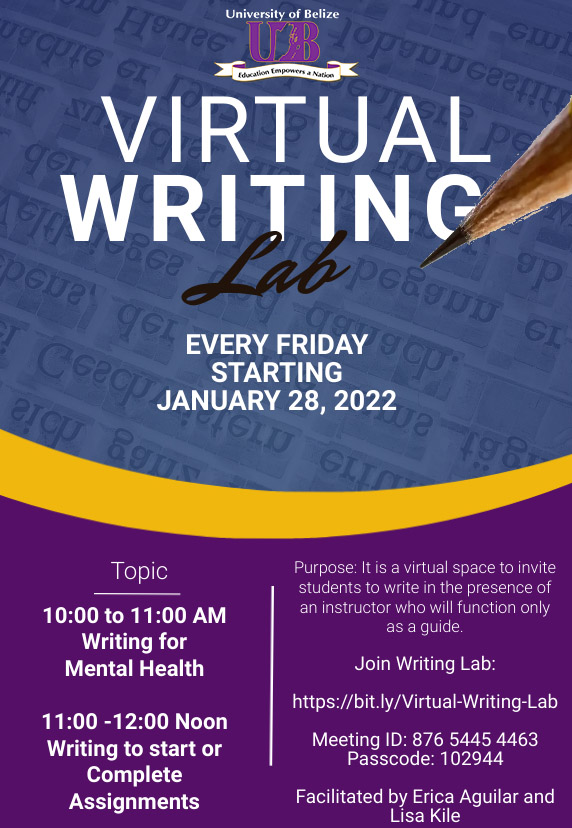 University of Belize
UB
Education Empowers a Nation
VIRTUAL
WRITING
Lab
EVERY FRIDAY
STARTING
JANUARY 28, 2022
Topic
10:00 to 11:00 AM
Writing for
Mental Health
11:00 -12:00 Noon
Writing to start or
Complete
Assignments
Purpose: It is a virtual space to invite
students to write in the presence of
an instructor who will function only
as a guide.
Join Writing Lab:
https://bit.ly/Virtual-Writing-Lab
Meeting ID: 876 5445 4463
Passcode: 102944
Facilitated by Erica Aguilar and
Lisa Kile